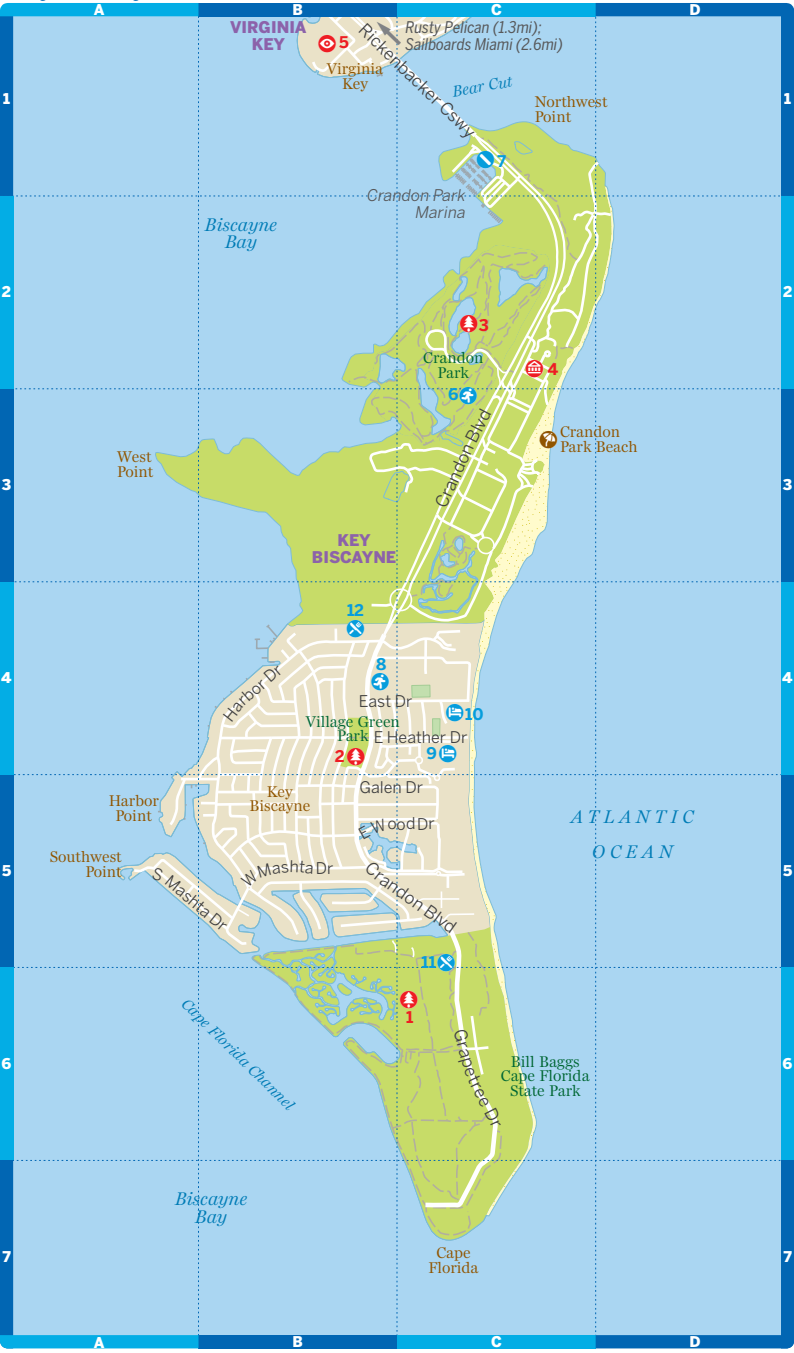 A
B
C
D
VIRGINIA
KEY
5
Rusty Pelican (1.3mi);
Sailboards Miami (2.6mi)
Virginia
Key
Rickenbacker Cswy
Bear Cut
1
1
Northwest
Point
7
Crandon Park
Marina
Biscayne
Bay
2
2
3
Crandon
Park
4
6
Crandon Blvd
Crandon
Park Beach
West
Point
3
3
KEY
BISCAYNE
12
8
4
4
Harbor Dr
East Dr
10
Village Green
Park
E Heather Dr
2
9
Galen Dr
Key
Biscayne
Harbor
Point
E Wood Dr
ATLANTIC
OCEAN
Southwest
Point
5
5
S Mashta Dr
W Mashta Dr
Crandon Blvd
11
1
Cape Florida Channel
Grapetree Dr
6
6
Bill Baggs
Cape Florida
State Park
Biscayne
Bay
7
7
Cape
Florida
A
B
C
D